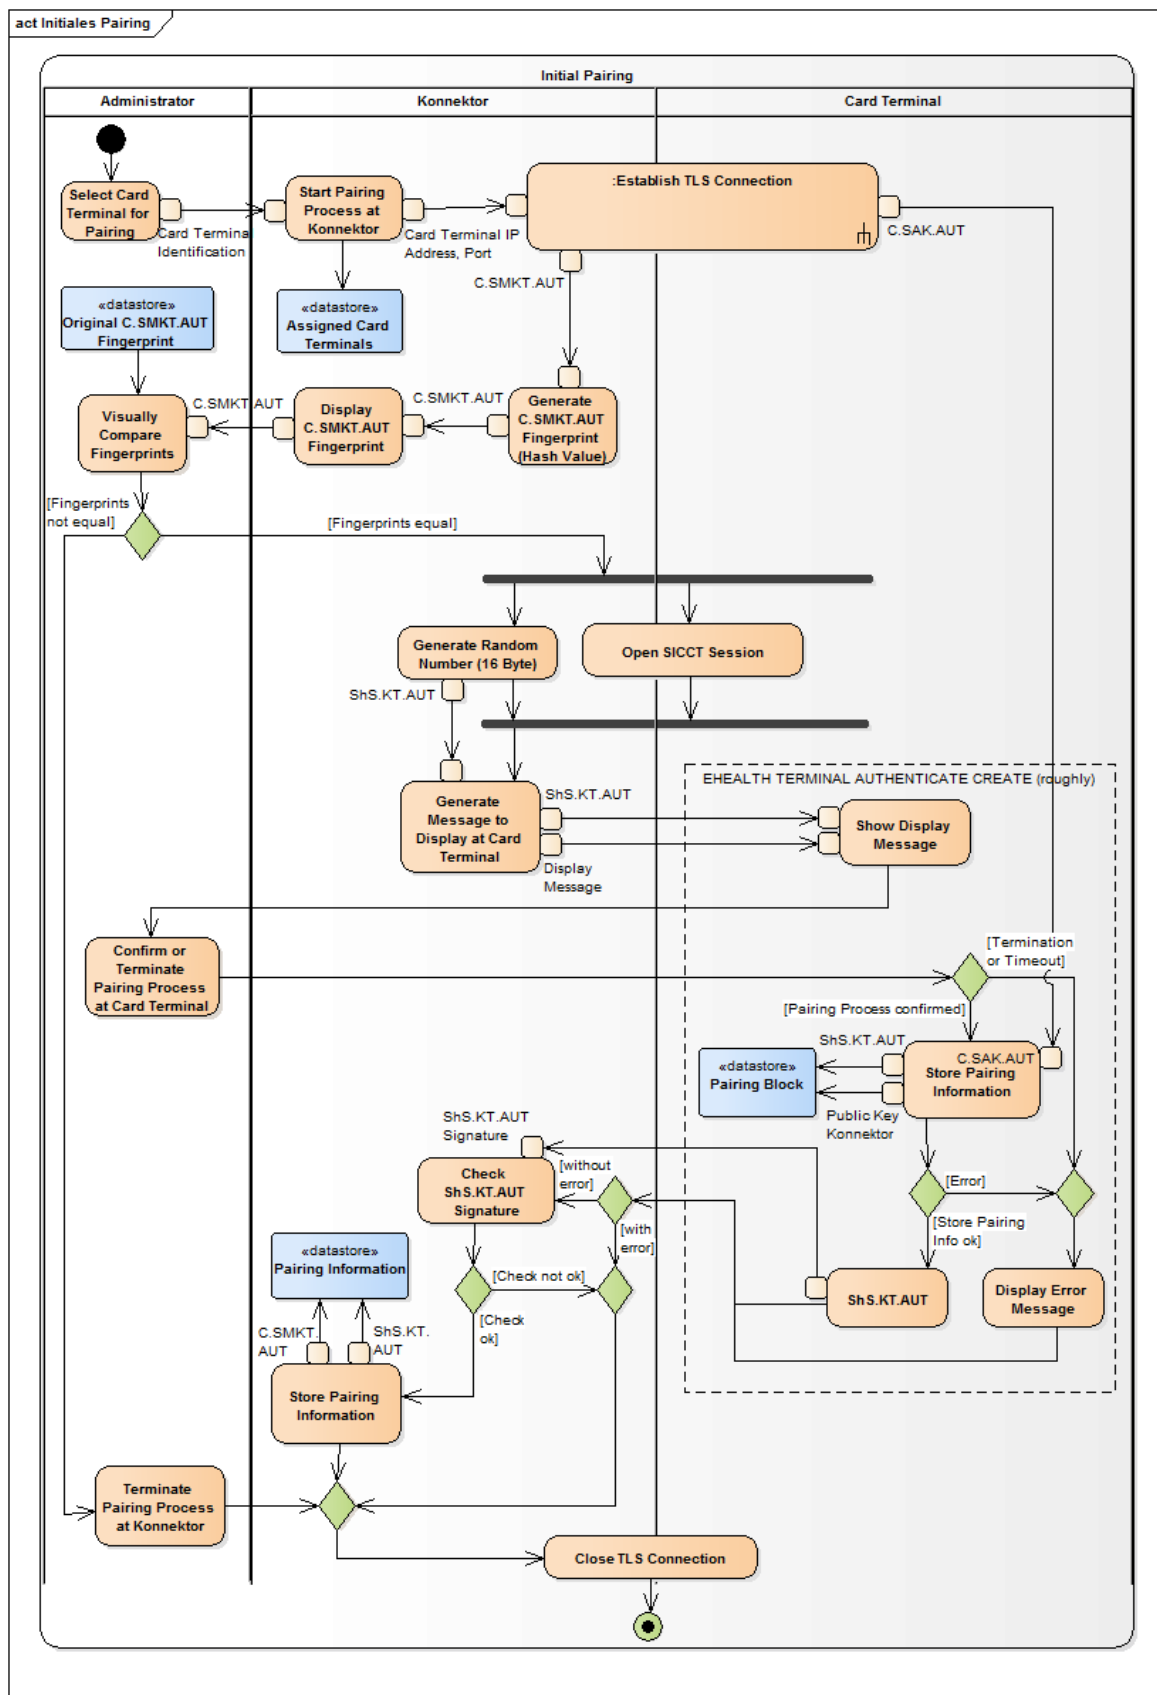 act Initiales Pairing
Initial Pairing
Administrator
Konnektor
Card Terminal
Select Card
Terminal for
Pairing
Card Terminal
Identification
Start Pairing
Process at
Konnektor
Card Terminal IP
Address, Port
:Establish TLS Connection
C.SAK.AUT
C.SMKT.AUT
«datastore»
Original C.SMKT.AUT
Fingerprint
«datastore»
Assigned Card
Terminals
Visually
Compare
Fingerprints
C.SMKT.AUT
Display
C.SMKT.AUT
Fingerprint
C.SMKT.AUT
Generate
C.SMKT.AUT
Fingerprint
(Hash Value)
[Fingerprints
not equal]
[Fingerprints equal]
Generate Random
Number (16 Byte)
Open SICCT Session
ShS.KT.AUT
EHEALTH TERMINAL AUTHENTICATE CREATE (roughly)
Generate
Message to
Display at Card
Terminal
ShS.KT.AUT
Display
Message
Show Display
Message
Confirm or
Terminate
Pairing Process
at Card Terminal
[Termination
or Timeout]
[Pairing Process confirmed]
ShS.KT.AUT
C.SAK.AUT
Store Pairing
Information
«datastore»
Pairing Block
Public Key
Konnektor
ShS.KT.AUT
Signature
[without
error]
Check
ShS.KT.AUT
Signature
[Error]
[with
error]
[Store Pairing
Info ok]
«datastore»
Pairing Information
[Check not ok]
[Check
ok]
ShS.KT.AUT
Display Error
Message
C.SMKT.
AUT
ShS.KT.
AUT
Store Pairing
Information
Terminate
Pairing Process
at Konnektor
Close TLS Connection